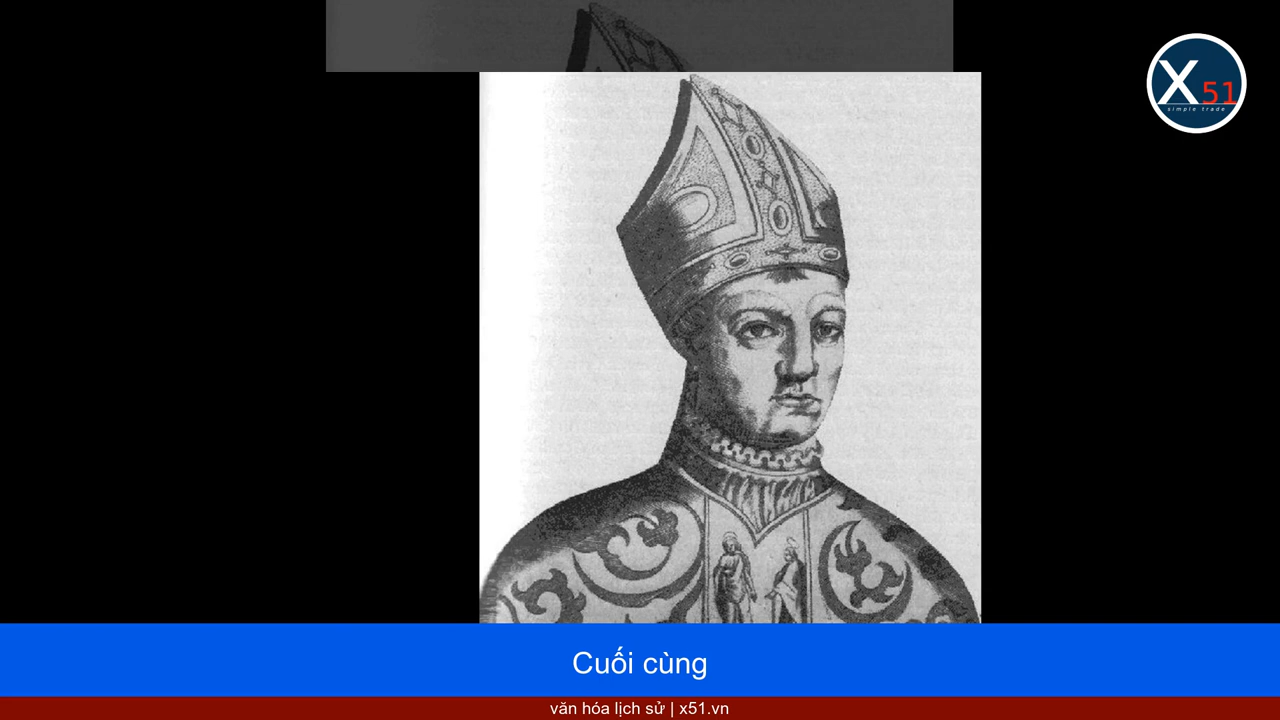 X51
simple trade
Cuối cùng
văn hóa lịch sử | x51.vn